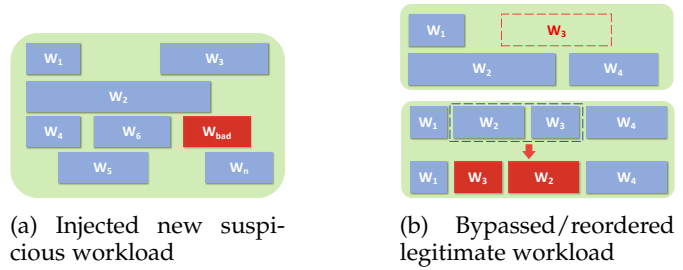 W1 W3
W2
W4 W6 Wbad
W5 Wn
(a) Injected new suspi-
cious workload
W1 W3
W2 W4
W1 W2 W3 W4
W1 W3 W2 W4
(b) Bypassed/reordered
legitimate workload